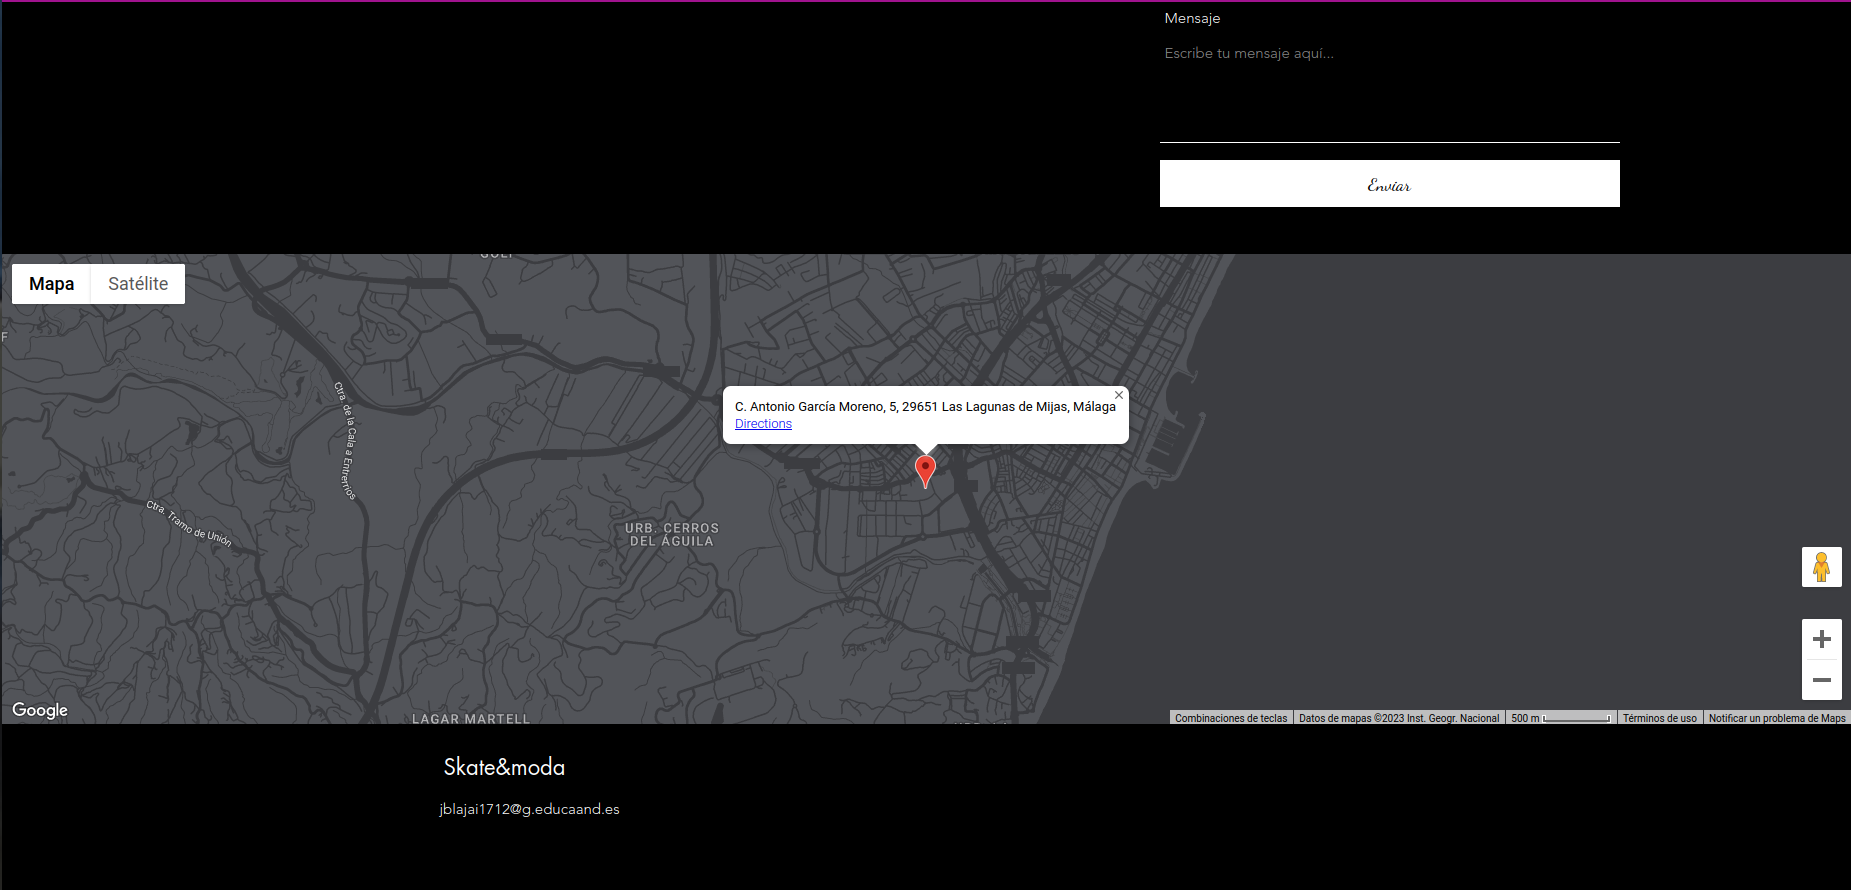 Mensaje
Escribe tu mensaje aquí...
Enviar
Mapa
Satélite
F
C. Antonio García Moreno, 5, 29651 Las Lagunas de Mijas, Málaga
Directions
Ctra. de la Cala a Entrerrios
Ctra. Tramo de Unión
URB. CERROS
DEL ÁGUILA
LAGAR MARTELL
Google
Combinaciones de teclas
Datos de mapas ©2023 Inst. Geogr. Nacional
500 m
Términos de uso
Notificar un problema de Maps
Skate&moda
jblajai1712@g.educaand.es